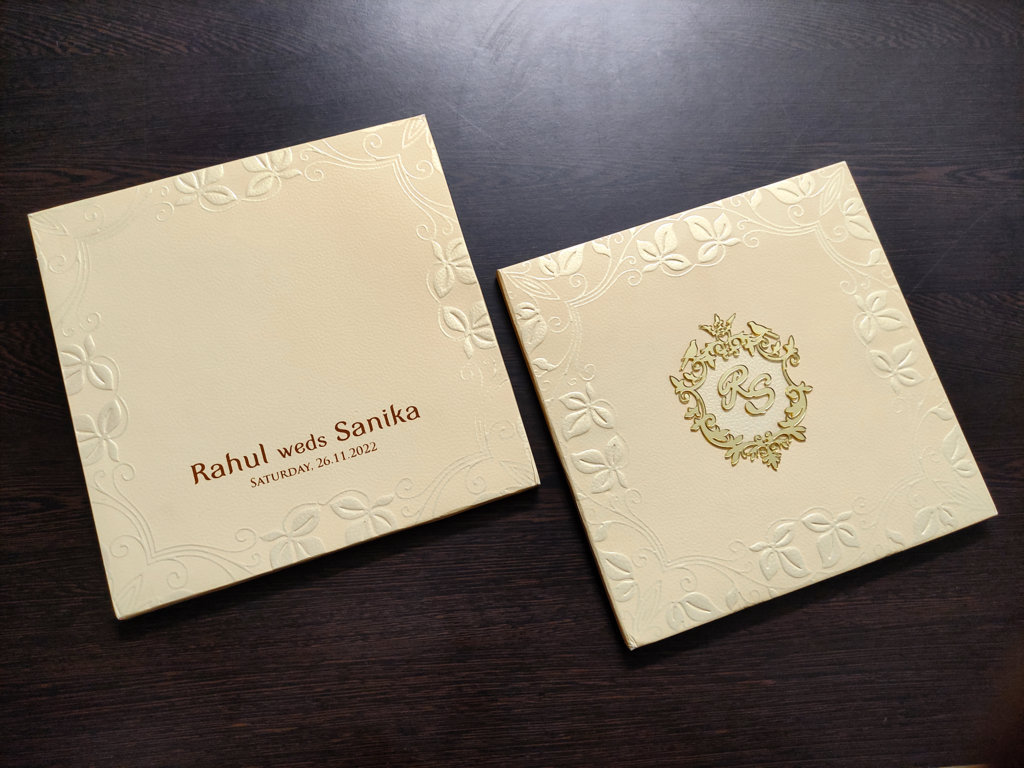 Rahul weds Sanika
SATURDAY, 26.11.2022
RS